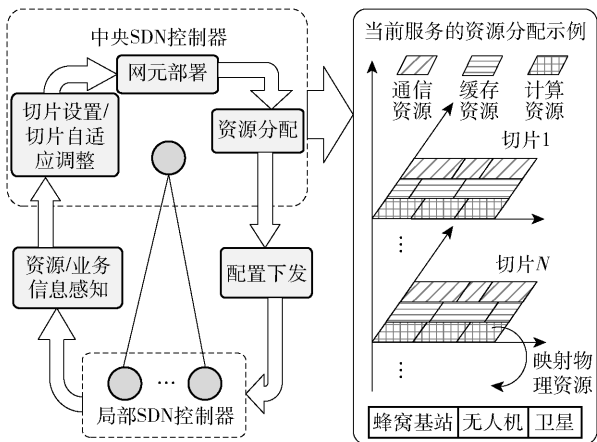 中央SDN控制器
网元部署
切片设置/
切片自适
应调整
资源分配
资源/业务
信息感知
配置下发
...
局部SDN控制器
当前服务的资源分配示例
通信
资源
缓存
资源
计算
资源
切片1
⋮
切片N
⋮
映射物
理资源
蜂窝基站 无人机 卫星